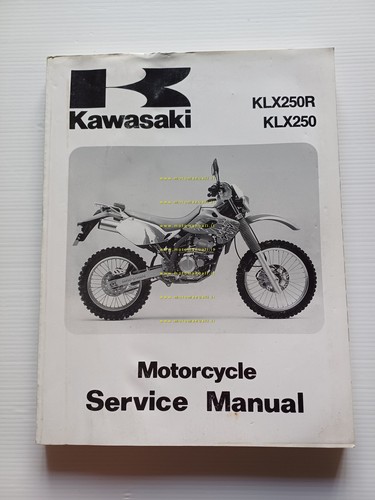 Kawasaki
KLX250R
KLX250
Motorcycle
Service Manual